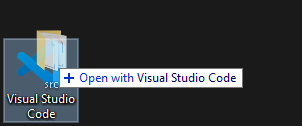 src
+ Open with Visual Studio Code
Visual Studio
Code